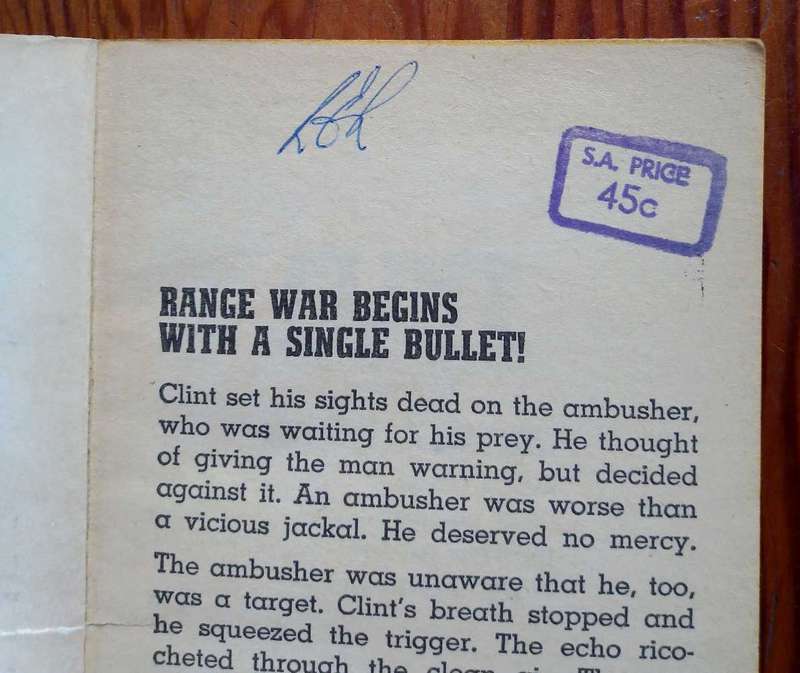 S.A. PRICE
45c
RANGE WAR BEGINS
WITH A SINGLE BULLET!
Clint set his sights dead on the ambusher,
who was waiting for his prey. He thought
of giving the man warning, but decided
against it. An ambusher was worse than
a vicious jackal. He deserved no mercy.
The ambusher was unaware that he, too,
was a target. Clint's breath stopped and
he squeezed the trigger. The echo rico-
cheted through the clean